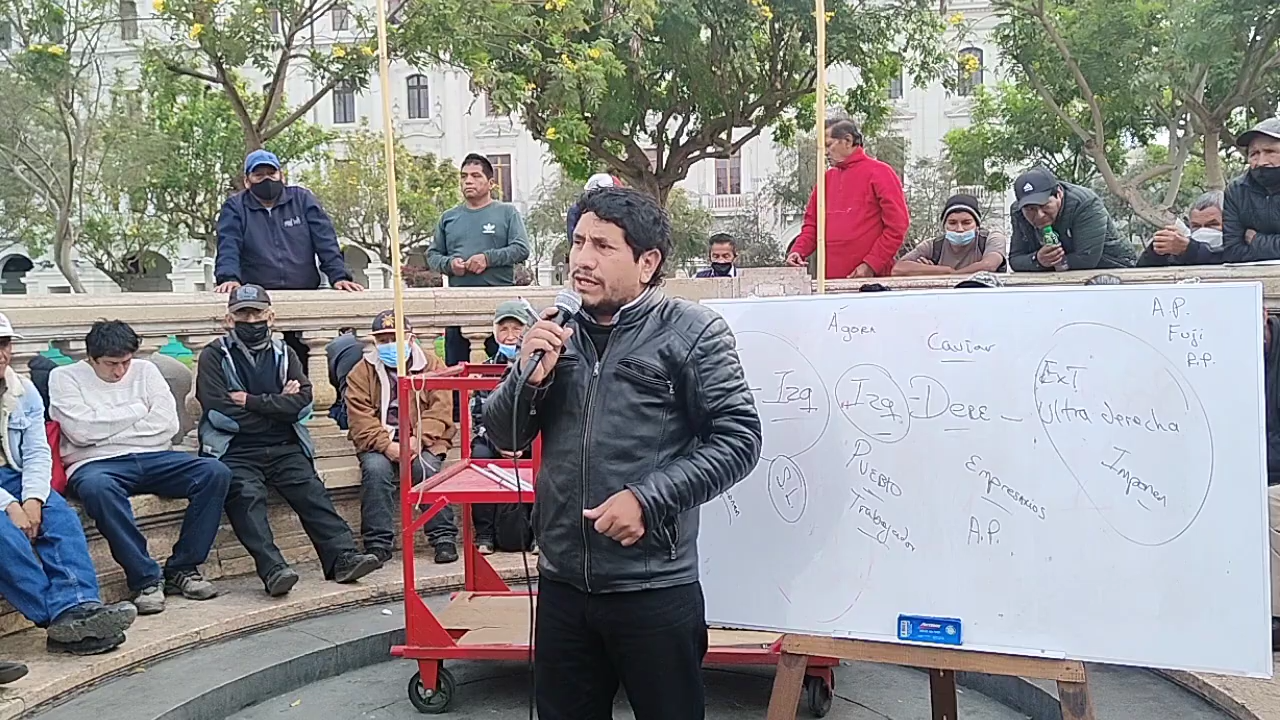 Ágora
Caviar
A.P.
Fuji
R.P.
- Izq
Izq - Dere -
Ext
Ultra derecha
Pueblo
Trabajador
Empresarios
A.P.
Imponen